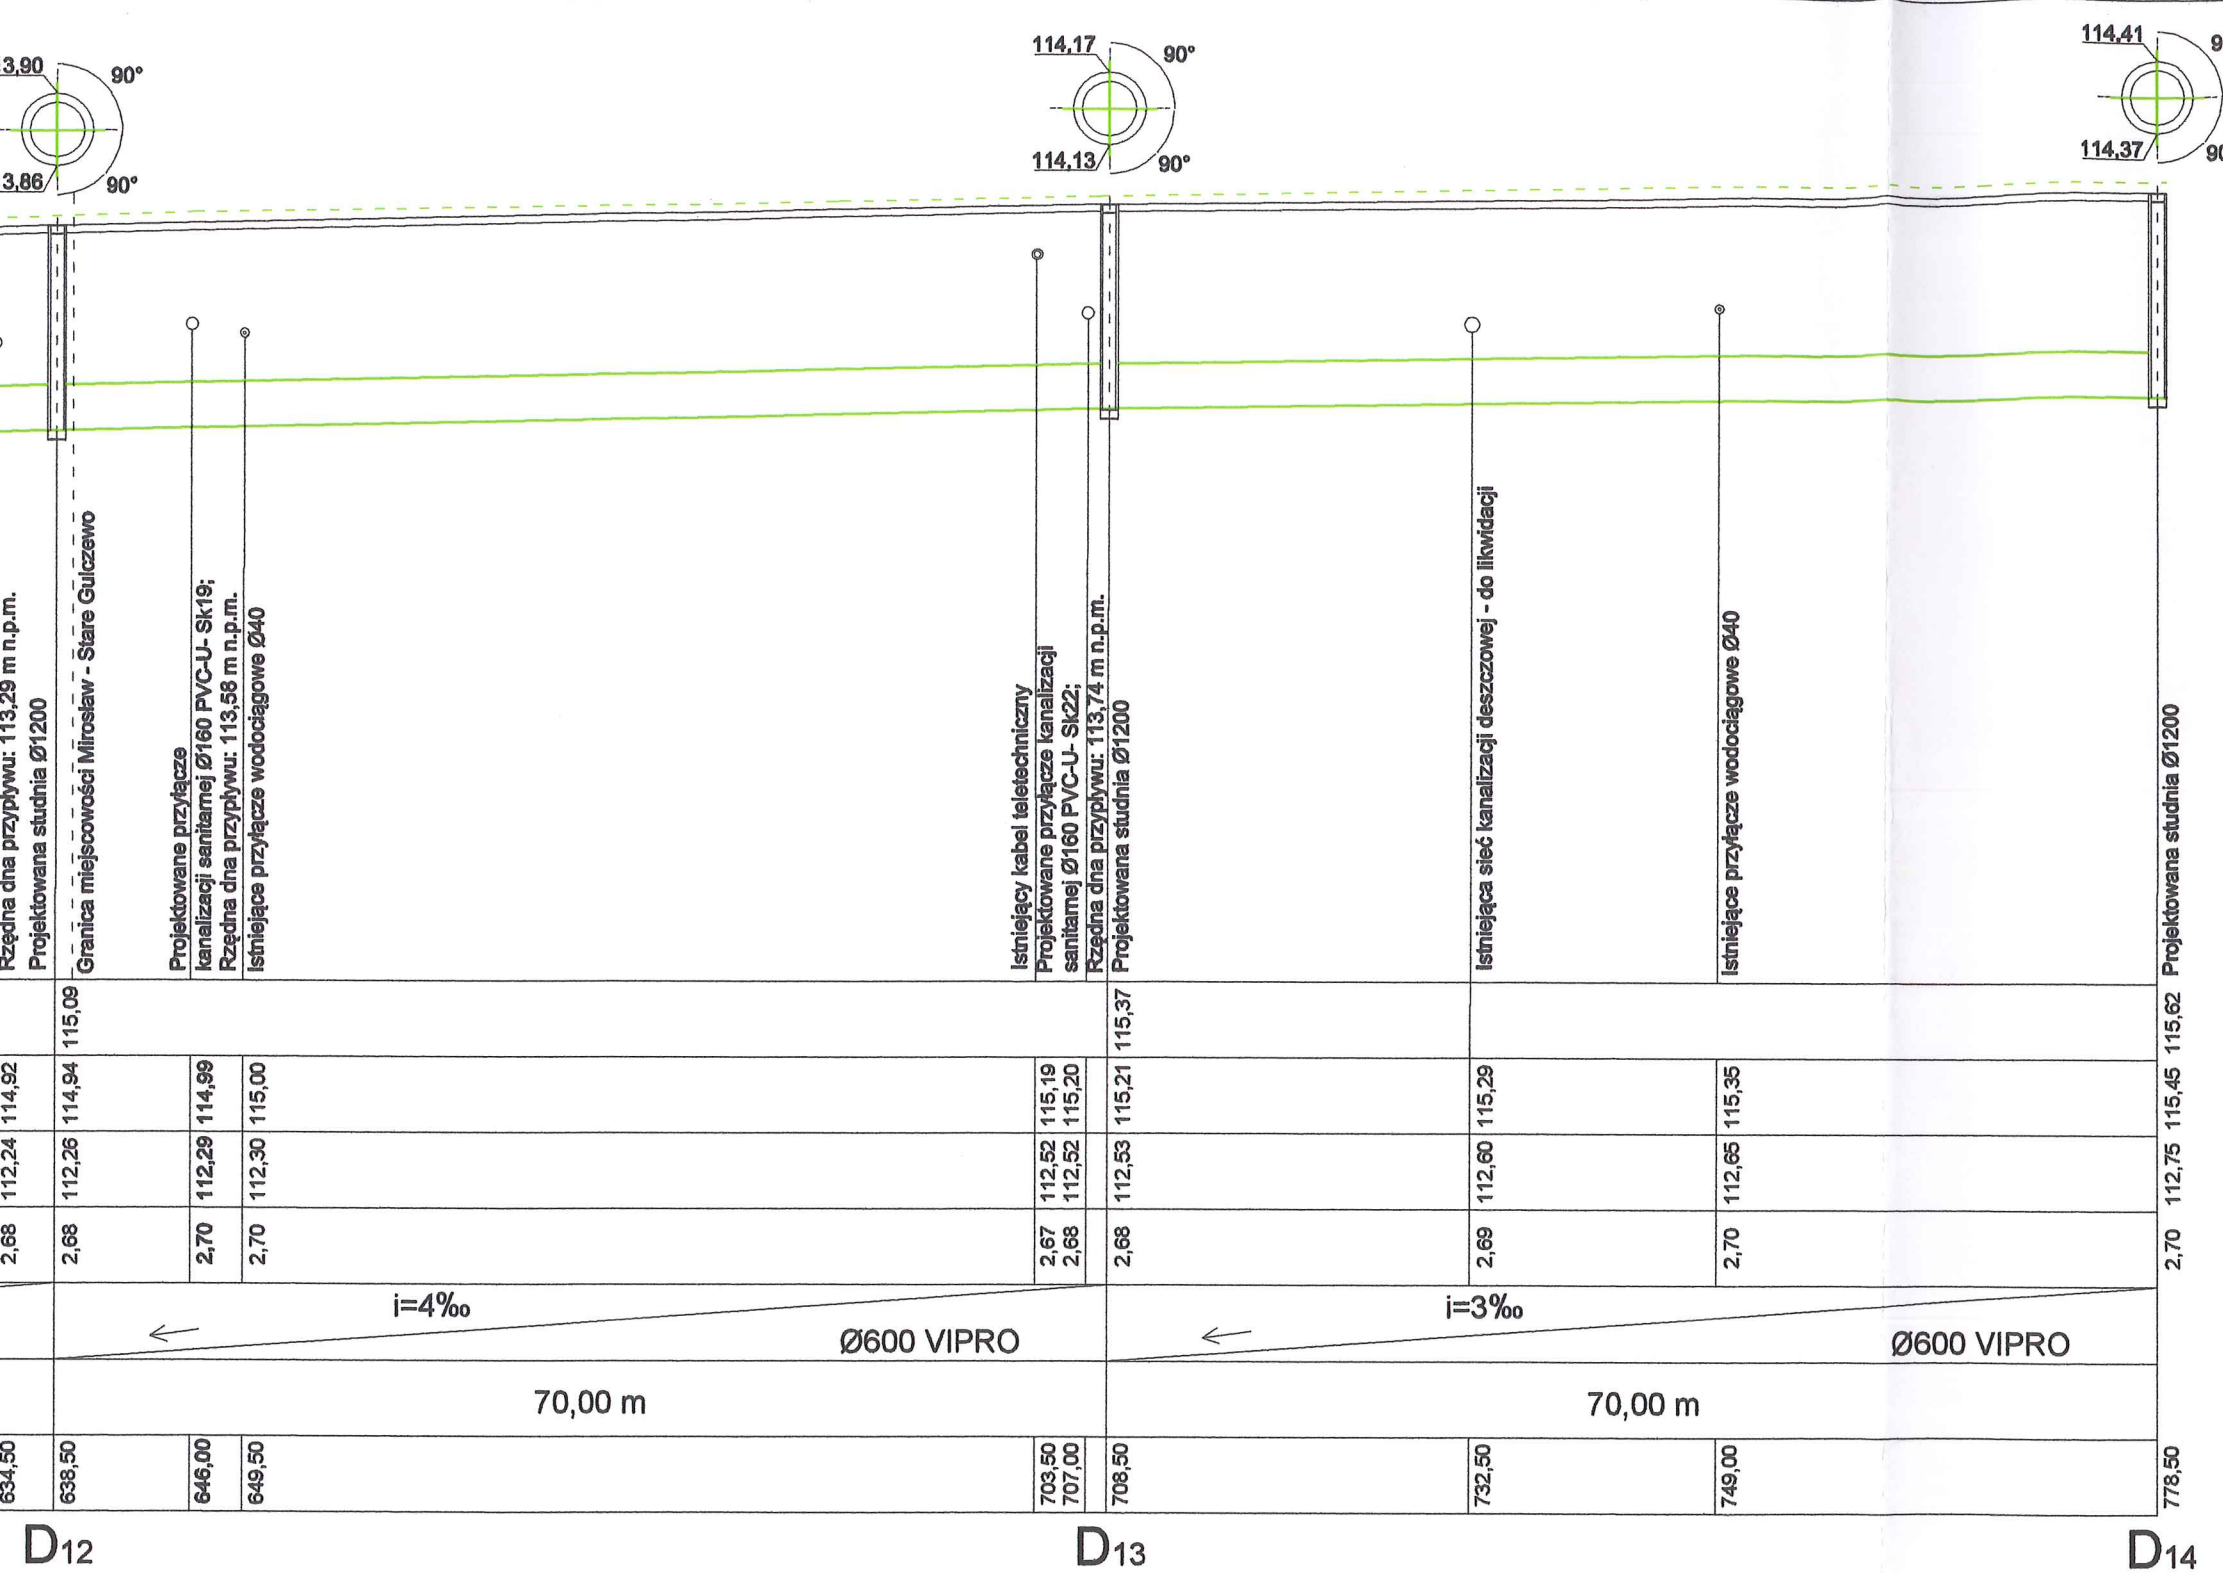 3,90
90°
3,86
90°
114,17
90°
114,13
90°
114,41
114,37
Rzędna dna przypływu: 113,29 m n.p.m.
Projektowana studnia Ø1200
Granica miejscowości Mirosław - Stare Gulczewo
Projektowane przyłącze
kanalizacji sanitarnej Ø160 PVC-U- Sk19;
Rzędna dna przypływu: 113,58 m n.p.m.
Istniejące przyłącze wodociągowe Ø40
Istniejący kabel teletechniczny
Projektowane przyłącze kanalizacji
sanitarnej Ø160 PVC-U- Sk22;
Rzędna dna przypływu: 113,74 m n.p.m.
Projektowana studnia Ø1200
Istniejąca sieć kanalizacji deszczowej - do likwidacji
Istniejące przyłącze wodociągowe Ø40
Projektowana studnia Ø1200
115,09 115,37 115,62
114,92 114,94 114,99 115,00 115,19 115,20 115,21 115,29 115,35 115,45
112,24 112,26 112,29 112,30 112,52 112,52 112,53 112,60 112,65 112,75
2,68 2,68 2,70 2,70 2,67 2,68 2,68 2,69 2,70 2,70
i=4‰ i=3‰
Ø600 VIPRO Ø600 VIPRO
70,00 m 70,00 m
634,50 638,50 646,00 649,50 703,50 707,00 708,50 732,50 749,00 778,50
D12 D13 D14